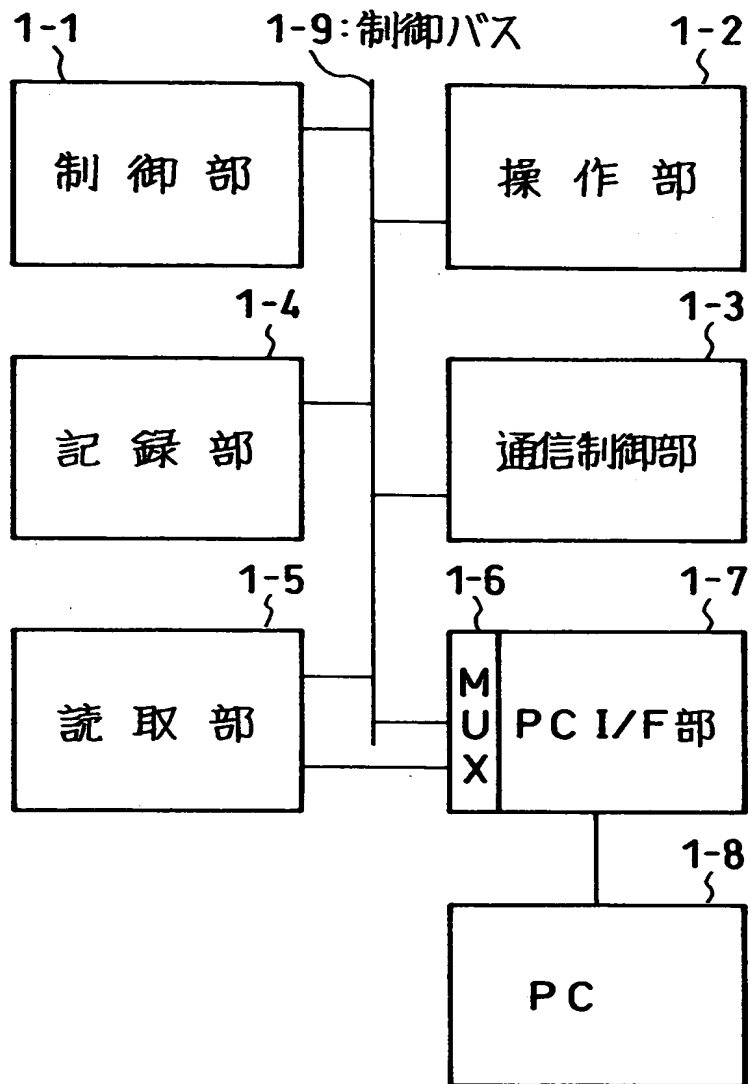 1-1
1-9:制御バス
1-2
制御部
操作部
1-4
1-3
記録部
通信制御部
1-5
1-6
1-7
読取部
MUX
PC I/F部
1-8
PC